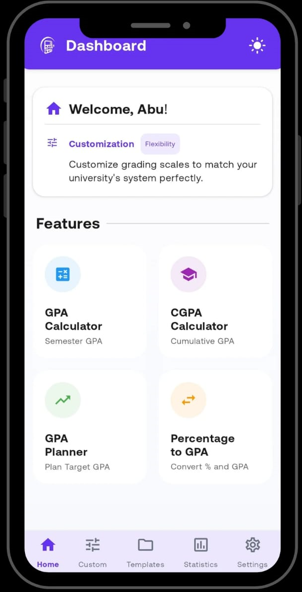 Dashboard
Welcome, Abu!
Customization Flexibility
Customize grading scales to match your
university's system perfectly.
Features
GPA
Calculator
Semester GPA
CGPA
Calculator
Cumulative GPA
GPA
Planner
Plan Target GPA
Percentage
to GPA
Convert % and GPA
Home Custom Templates Statistics Settings